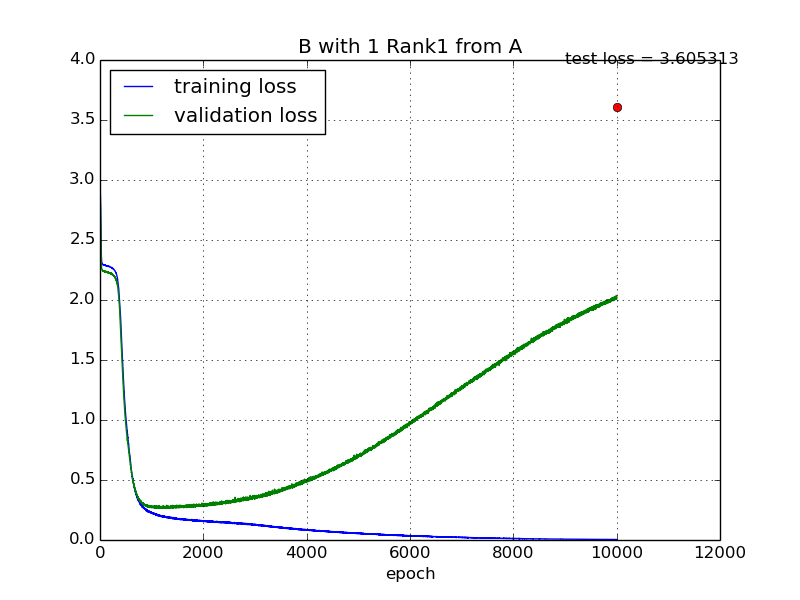 B with 1 Rank1 from A
test loss = 3.605313
training loss
validation loss
4.0
3.5
3.0
2.5
2.0
1.5
1.0
0.5
0.0
0 2000 4000 6000 8000 10000 12000
epoch